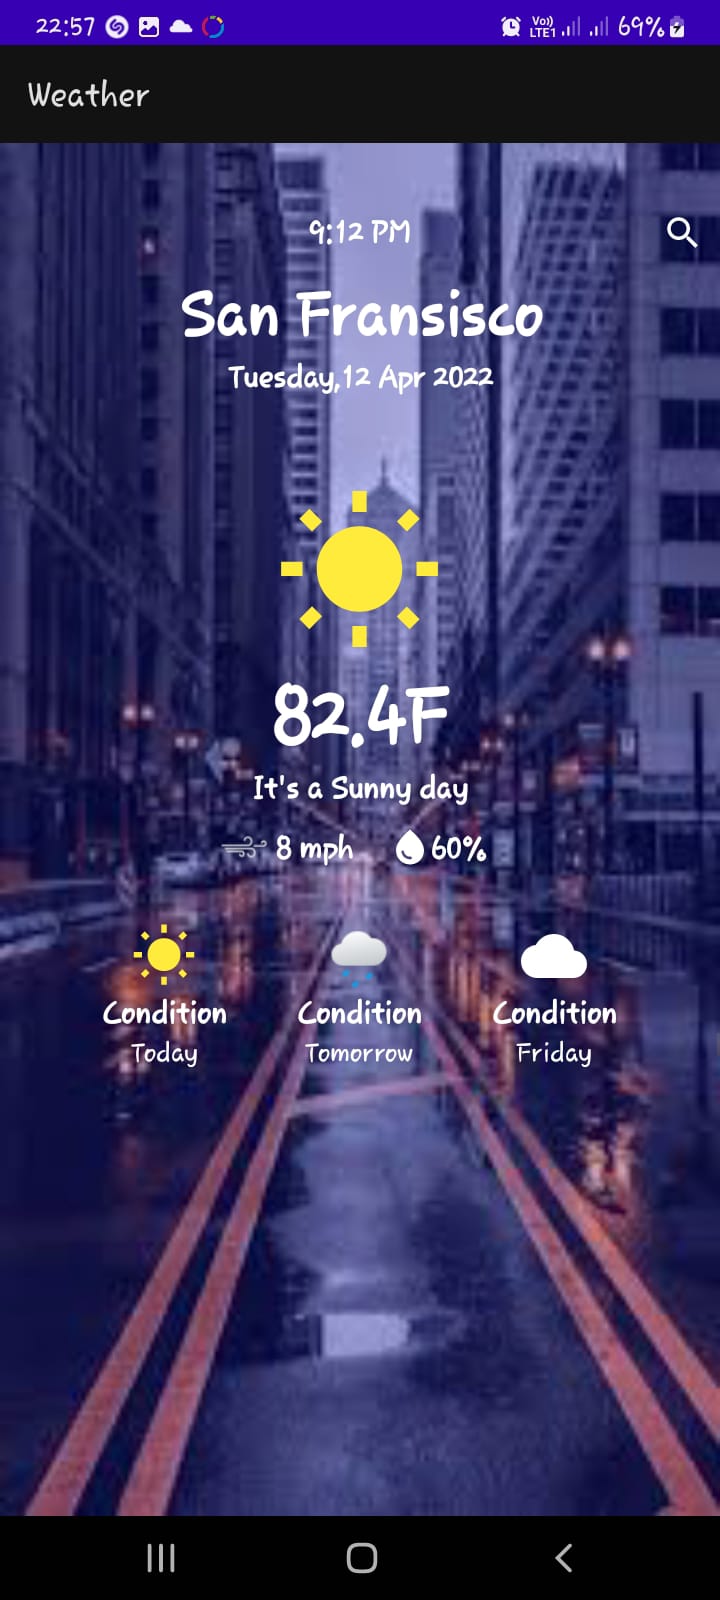 22:57 Vo)) LTE1 69%
Weather
9:12 PM
San Fransisco
Tuesday,12 Apr 2022
82.4F
It's a Sunny day
8 mph 60%
Condition Condition Condition
Today Tomorrow Friday